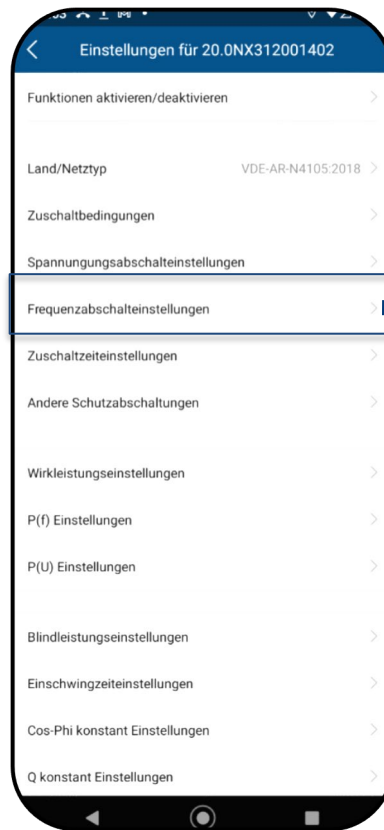 Einstellungen für 20.0NX312001402
Funktionen aktivieren/deaktivieren
Land/Netztyp VDE-AR-N4105:2018
Zuschaltbedingungen
Spannungungsabschalteinstellungen
Frequenzabschalteinstellungen
Zuschaltzeiteinstellungen
Andere Schutzabschaltungen
Wirkleistungseinstellungen
P(f) Einstellungen
P(U) Einstellungen
Blindleistungseinstellungen
Einschwingzeiteinstellungen
Cos-Phi konstant Einstellungen
Q konstant Einstellungen